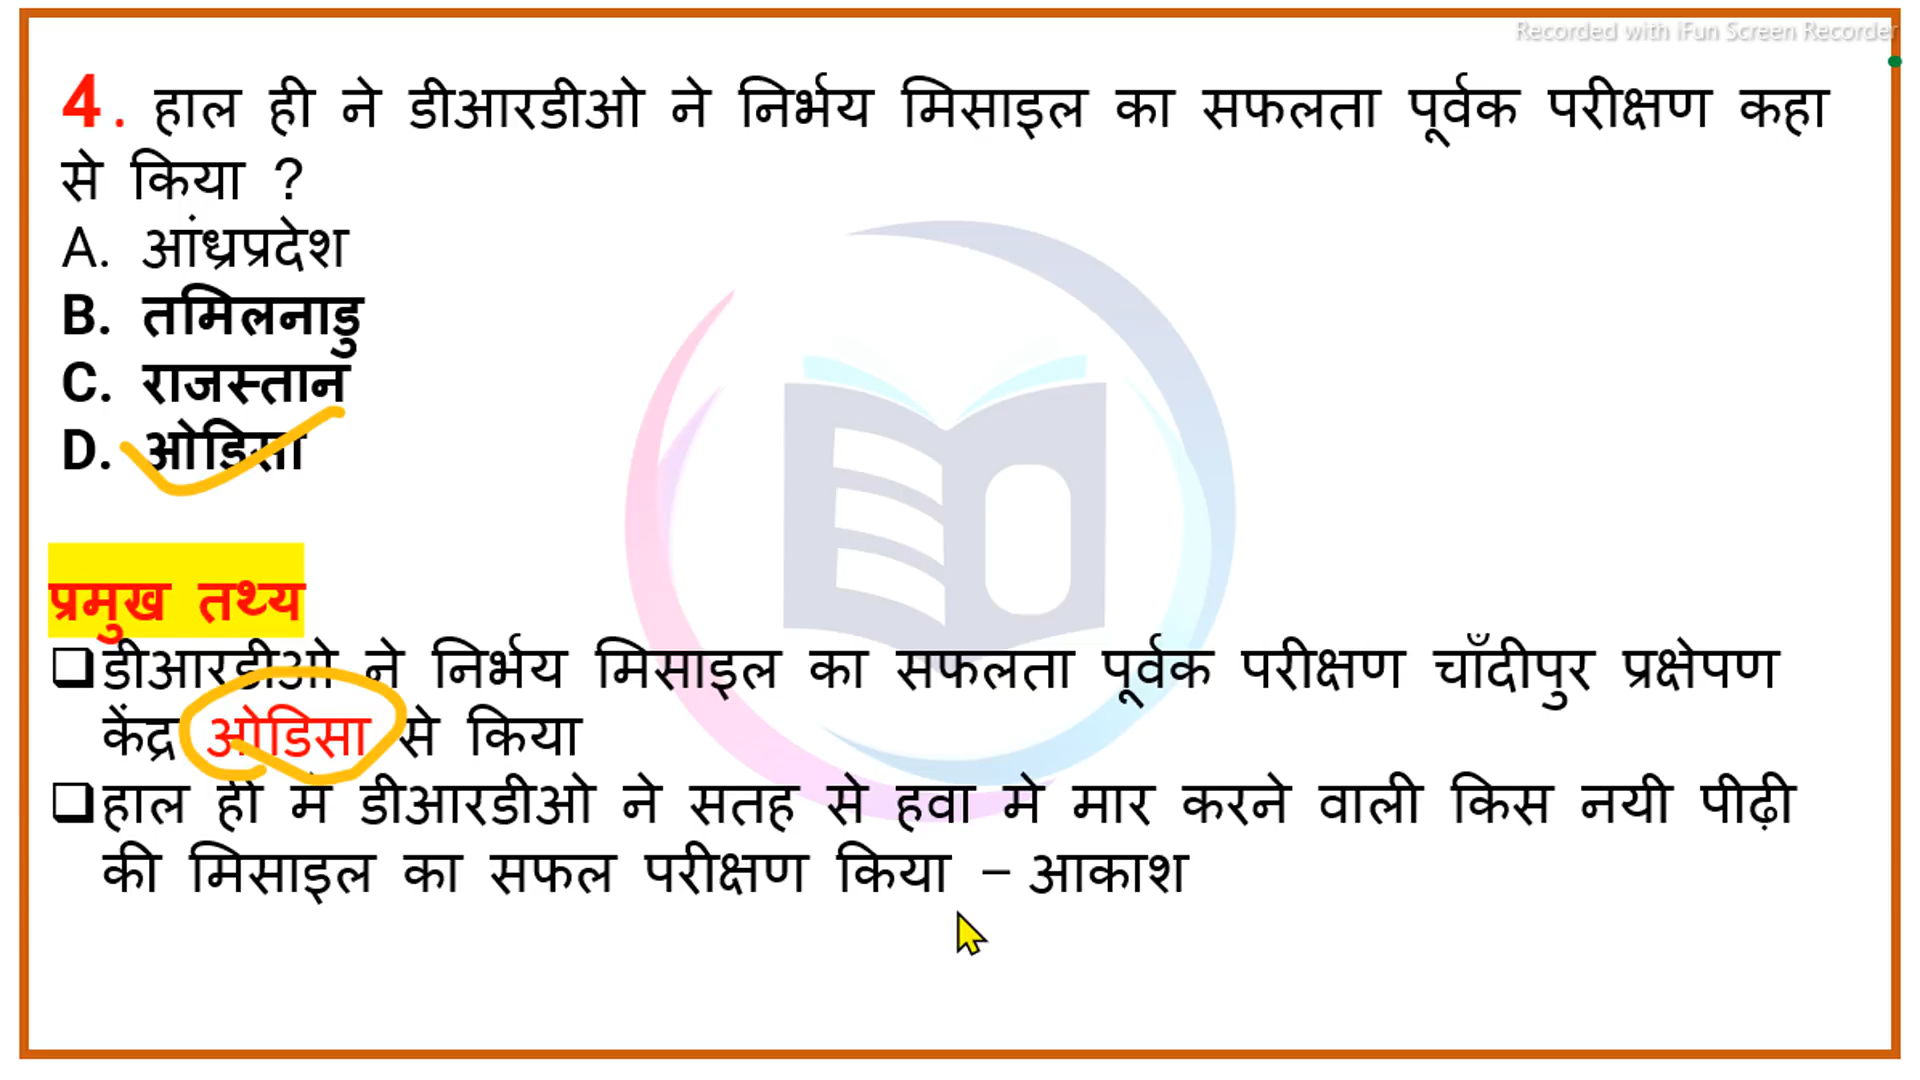 Recorded with iFun Screen Recorder
4. हाल ही ने डीआरडीओ ने निर्भय मिसाइल का सफलता पूर्वक परीक्षण कहा
से किया ?
A. आंध्रप्रदेश
B. तमिलनाडु
C. राजस्तान
D. ओडिसा
प्रमुख तथ्य
❑डीआरडीओ ने निर्भय मिसाइल का सफलता पूर्वक परीक्षण चाँदीपुर प्रक्षेपण
केंद्र ओडिसा से किया
❑हाल ही मे डीआरडीओ ने सतह से हवा मे मार करने वाली किस नयी पीढ़ी
की मिसाइल का सफल परीक्षण किया – आकाश